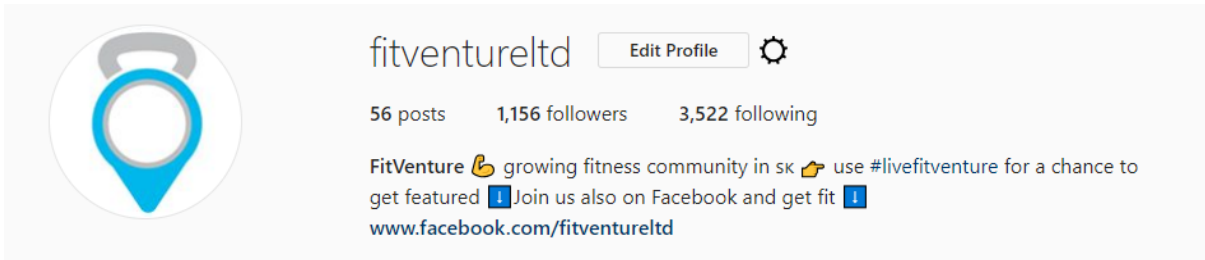 fitventureltd Edit Profile
56 posts 1,156 followers 3,522 following
FitVenture 💪 growing fitness community in sᴋ 👉 use #livefitventure for a chance to
get featured ⬇️Join us also on Facebook and get fit ⬇️
www.facebook.com/fitventureltd